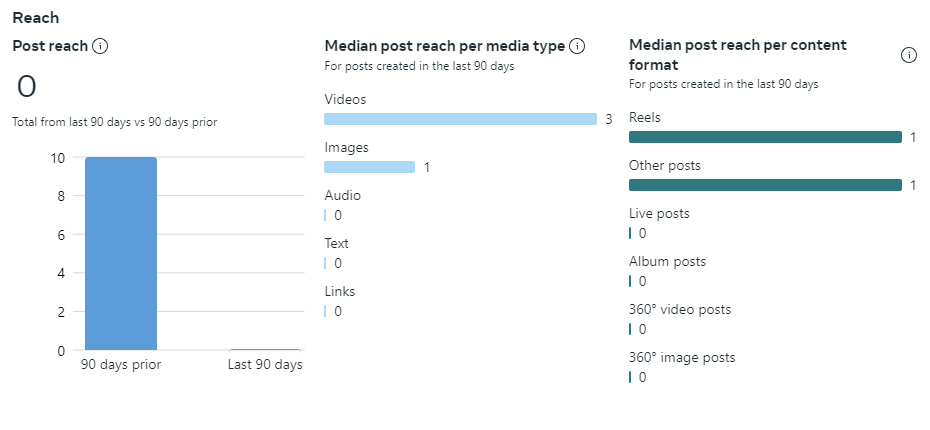 Reach
Post reach
0
Total from last 90 days vs 90 days prior
10
8
6
4
2
0
90 days prior
Last 90 days
Median post reach per media type
For posts created in the last 90 days
Videos
3
Images
1
Audio
0
Text
0
Links
0
Median post reach per content
format
For posts created in the last 90 days
Reels
1
Other posts
1
Live posts
0
Album posts
0
360° video posts
0
360° image posts
0